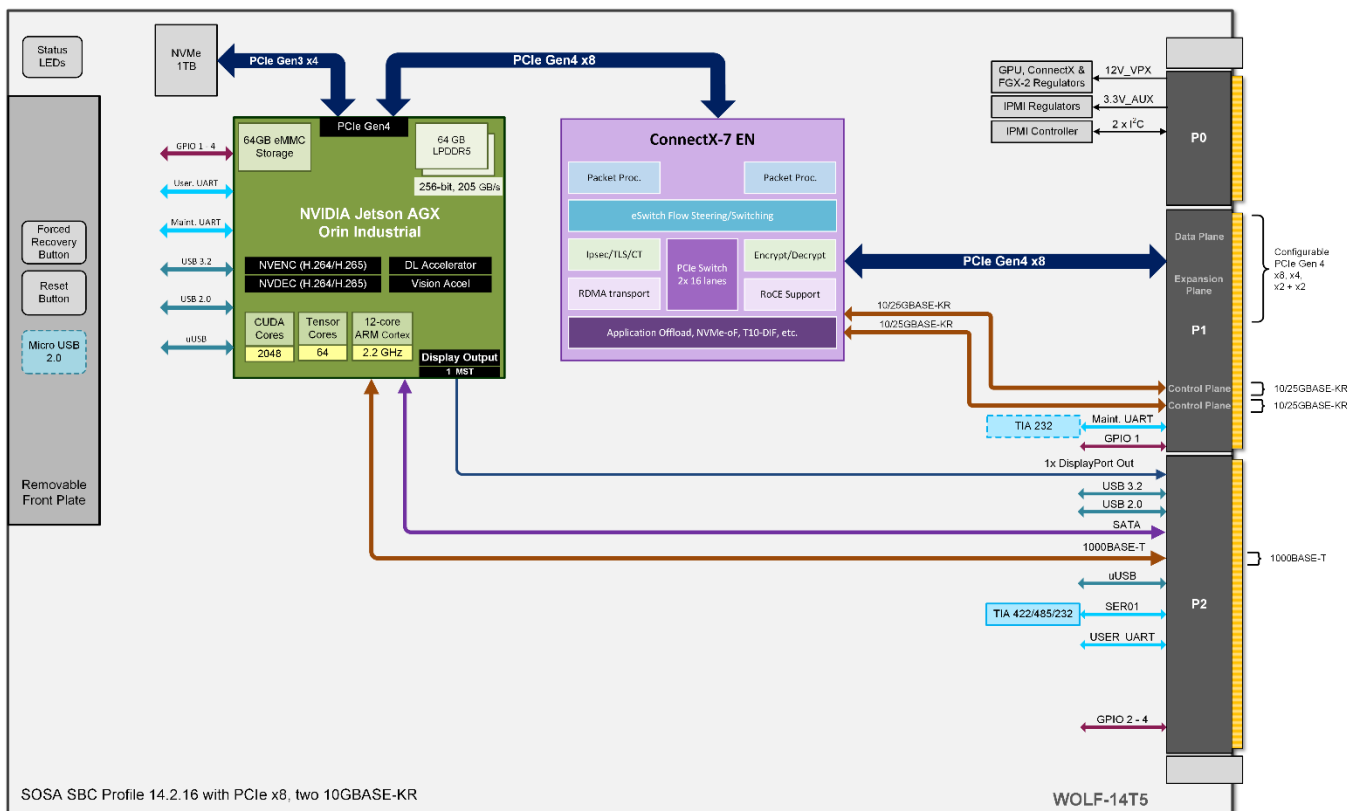 Status
LEDs
NVMe
1TB
PCIe Gen3 x4
PCIe Gen4 x8
GPU, ConnectX &
FGX-2 Regulators
12V_VPX
IPMI Regulators
3.3V_AUX
IPMI Controller
2 x I²C
P0
PCIe Gen4
64GB eMMC
Storage
64 GB
LPDDR5
256-bit, 205 GB/s
NVIDIA Jetson AGX
Orin Industrial
NVENC (H.264/H.265)
DL Accelerator
NVDEC (H.264/H.265)
Vision Accel
CUDA
Cores
2048
Tensor
Cores
64
12-core
ARM Cortex
2.2 GHz
Display Output
1 MST
GPIO 1 - 4
User. UART
Maint. UART
USB 3.2
USB 2.0
uUSB
Forced
Recovery
Button
Reset
Button
Micro USB
2.0
Removable
Front Plate
ConnectX-7 EN
Packet Proc.
Packet Proc.
eSwitch Flow Steering/Switching
Ipsec/TLS/CT
PCIe Switch
2x 16 lanes
Encrypt/Decrypt
RDMA transport
RoCE Support
Application Offload, NVMe-oF, T10-DIF, etc.
PCIe Gen4 x8
10/25GBASE-KR
10/25GBASE-KR
Data Plane
Expansion
Plane
P1
Control Plane
Control Plane
Configurable
PCIe Gen 4
x8, x4,
x2 + x2
10/25GBASE-KR
10/25GBASE-KR
TIA 232
Maint. UART
GPIO 1
1x DisplayPort Out
USB 3.2
USB 2.0
SATA
1000BASE-T
1000BASE-T
uUSB
P2
TIA 422/485/232
SER01
USER UART
GPIO 2 - 4
SOSA SBC Profile 14.2.16 with PCIe x8, two 10GBASE-KR
WOLF-14T5